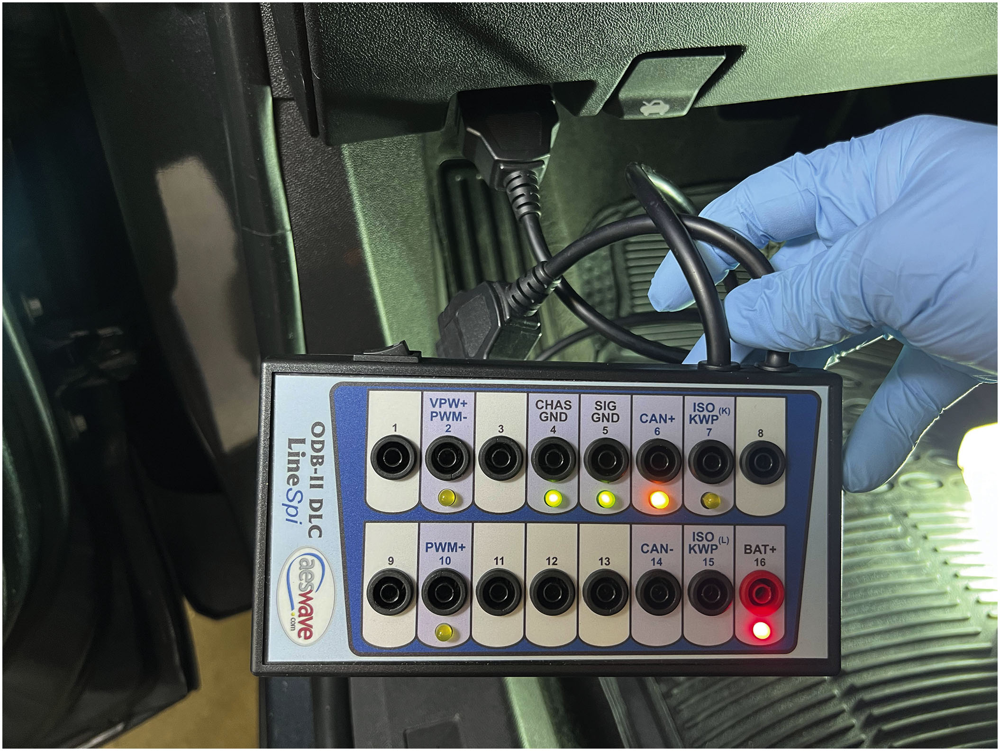 ODB-II DLC
LineSpi
aeswave
.com
1
VPW+
PWM-
2
3
CHAS
GND
4
SIG
GND
5
CAN+
6
ISO (K)
KWP
7
8
9
PWM+
10
11
12
13
CAN-
14
ISO (L)
KWP
15
BAT+
16